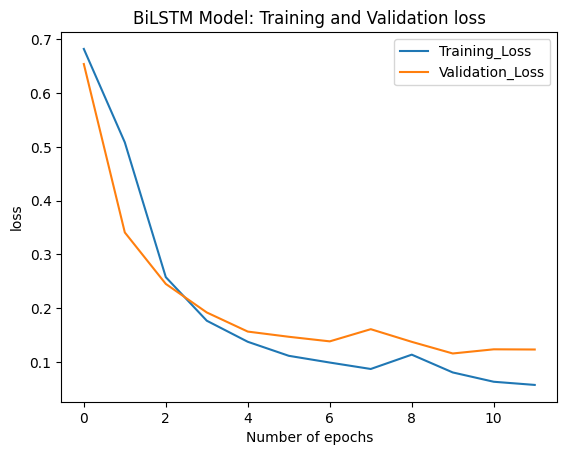 BiLSTM Model: Training and Validation loss
Training_Loss
Validation_Loss
loss
0.7
0.6
0.5
0.4
0.3
0.2
0.1
0 2 4 6 8 10
Number of epochs